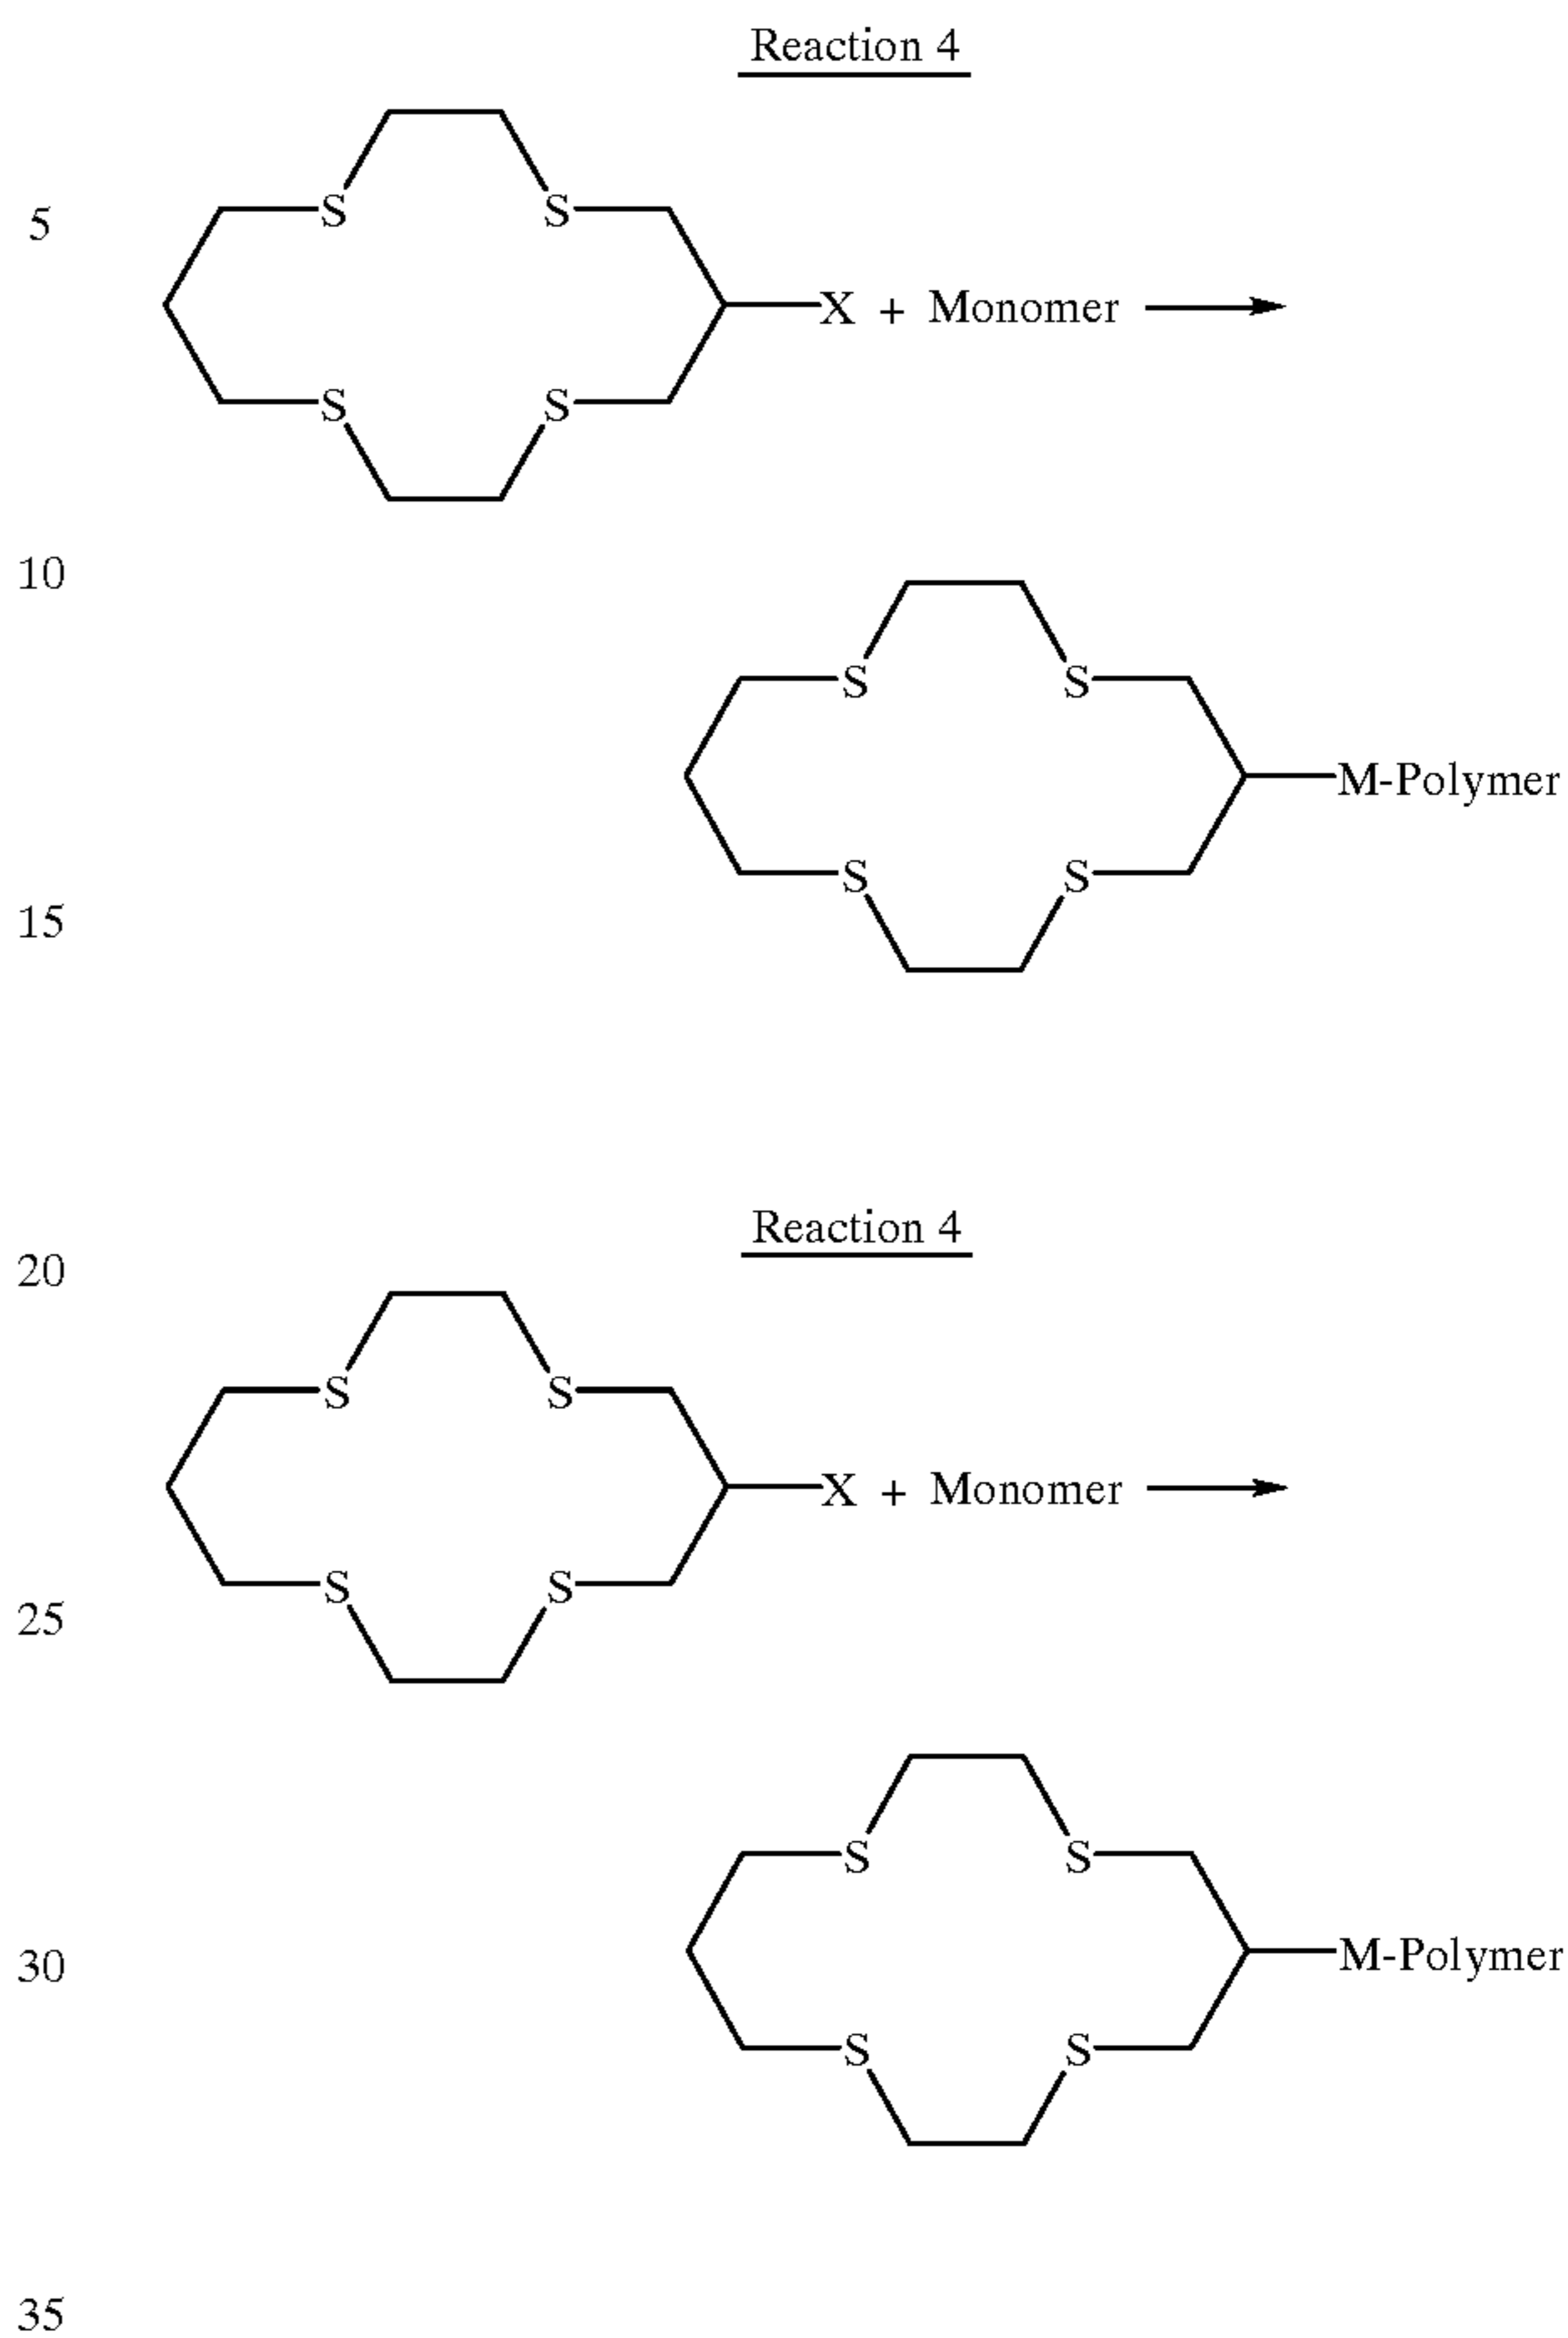 Reaction 4
S S
5
X + Monomer
S S
10
S S
M-Polymer
S S
15
Reaction 4
20
S S
X + Monomer
S S
25
S S
30 M-Polymer
S S
35